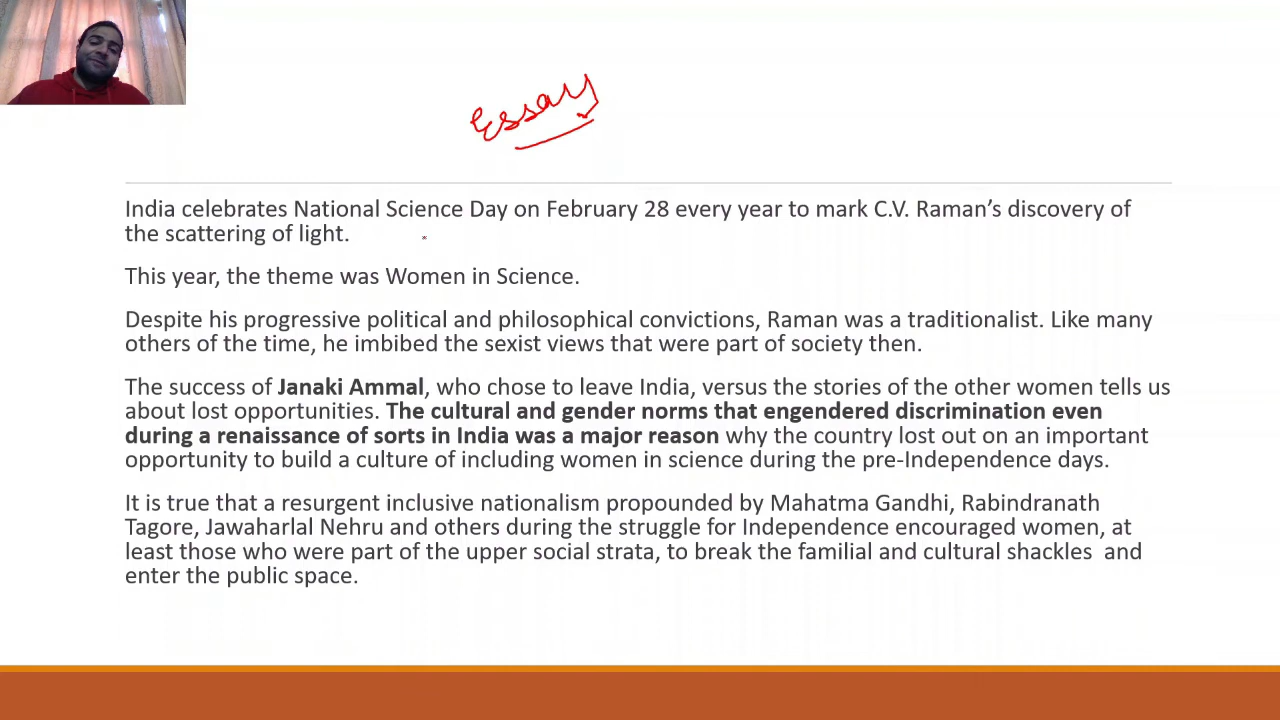 Essay
India celebrates National Science Day on February 28 every year to mark C.V. Raman’s discovery of
the scattering of light.
This year, the theme was Women in Science.
Despite his progressive political and philosophical convictions, Raman was a traditionalist. Like many
others of the time, he imbibed the sexist views that were part of society then.
The success of Janaki Ammal, who chose to leave India, versus the stories of the other women tells us
about lost opportunities. The cultural and gender norms that engendered discrimination even
during a renaissance of sorts in India was a major reason why the country lost out on an important
opportunity to build a culture of including women in science during the pre-Independence days.
It is true that a resurgent inclusive nationalism propounded by Mahatma Gandhi, Rabindranath
Tagore, Jawaharlal Nehru and others during the struggle for Independence encouraged women, at
least those who were part of the upper social strata, to break the familial and cultural shackles  and
enter the public space.